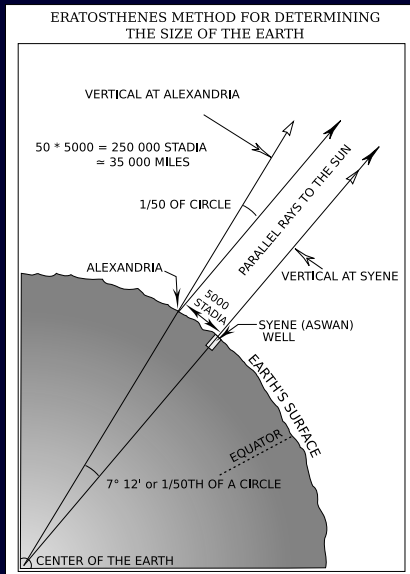 ERATOSTHENES METHOD FOR DETERMINING
THE SIZE OF THE EARTH
VERTICAL AT ALEXANDRIA
50 * 5000 = 250 000 STADIA
≃ 35 000 MILES
1/50 OF CIRCLE
PARALLEL RAYS TO THE SUN
ALEXANDRIA
VERTICAL AT SYENE
5000
STADIA
SYENE (ASWAN)
WELL
EARTH'S SURFACE
EQUATOR
7° 12' or 1/50TH OF A CIRCLE
CENTER OF THE EARTH